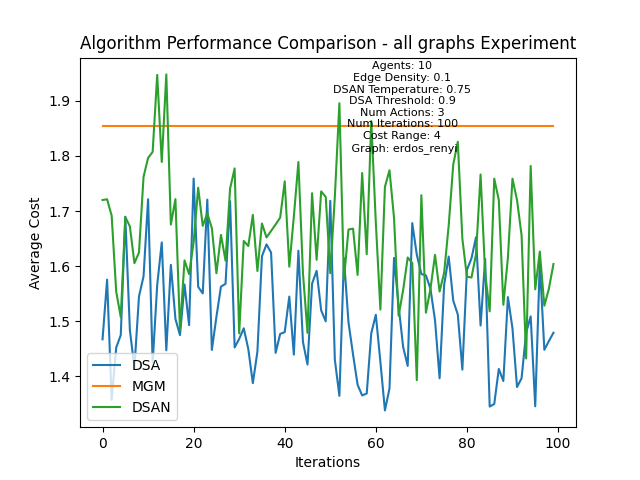 Algorithm Performance Comparison - all graphs Experiment
Agents: 10
Edge Density: 0.1
DSAN Temperature: 0.75
DSA Threshold: 0.9
Num Actions: 3
Num Iterations: 100
Cost Range: 4
Graph: erdos_renyi
1.9
1.8
1.7
1.6
1.5
1.4
Average Cost
DSA
MGM
DSAN
0
20
40
60
80
100
Iterations